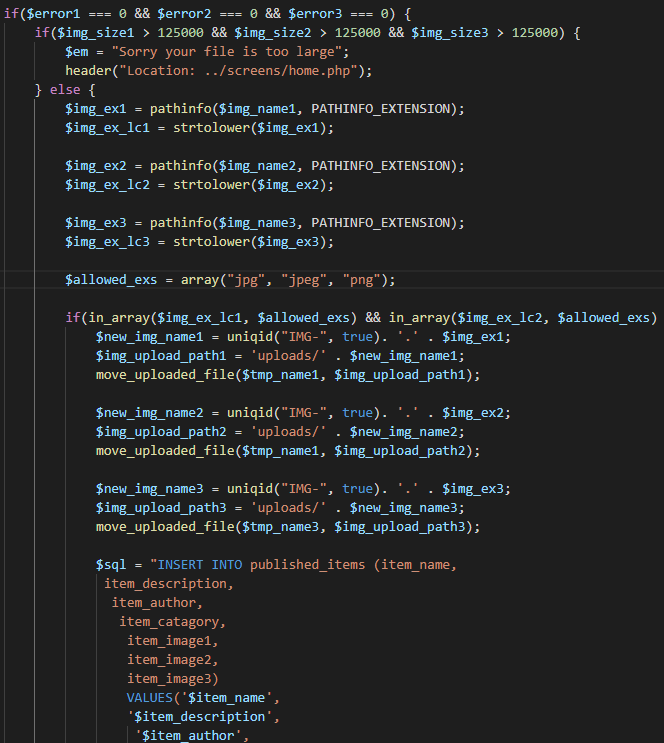 if($error1 === 0 && $error2 === 0 && $error3 === 0) {
if($img_size1 > 125000 && $img_size2 > 125000 && $img_size3 > 125000) {
$em = "Sorry your file is too large";
header("Location: ../screens/home.php");
} else {
$img_ex1 = pathinfo($img_name1, PATHINFO_EXTENSION);
$img_ex_lc1 = strtolower($img_ex1);
$img_ex2 = pathinfo($img_name2, PATHINFO_EXTENSION);
$img_ex_lc2 = strtolower($img_ex2);
$img_ex3 = pathinfo($img_name3, PATHINFO_EXTENSION);
$img_ex_lc3 = strtolower($img_ex3);
$allowed_exs = array("jpg", "jpeg", "png");
if(in_array($img_ex_lc1, $allowed_exs) && in_array($img_ex_lc2, $allowed_exs)
$new_img_name1 = uniqid("IMG-", true). '.' . $img_ex1;
$img_upload_path1 = 'uploads/' . $new_img_name1;
move_uploaded_file($tmp_name1, $img_upload_path1);
$new_img_name2 = uniqid("IMG-", true). '.' . $img_ex2;
$img_upload_path2 = 'uploads/' . $new_img_name2;
move_uploaded_file($tmp_name1, $img_upload_path2);
$new_img_name3 = uniqid("IMG-", true). '.' . $img_ex3;
$img_upload_path3 = 'uploads/' . $new_img_name3;
move_uploaded_file($tmp_name3, $img_upload_path3);
$sql = "INSERT INTO published_items (item_name,
item_description,
item_author,
item_catagory,
item_image1,
item_image2,
item_image3)
VALUES('$item_name',
'$item_description',
'$item_author',